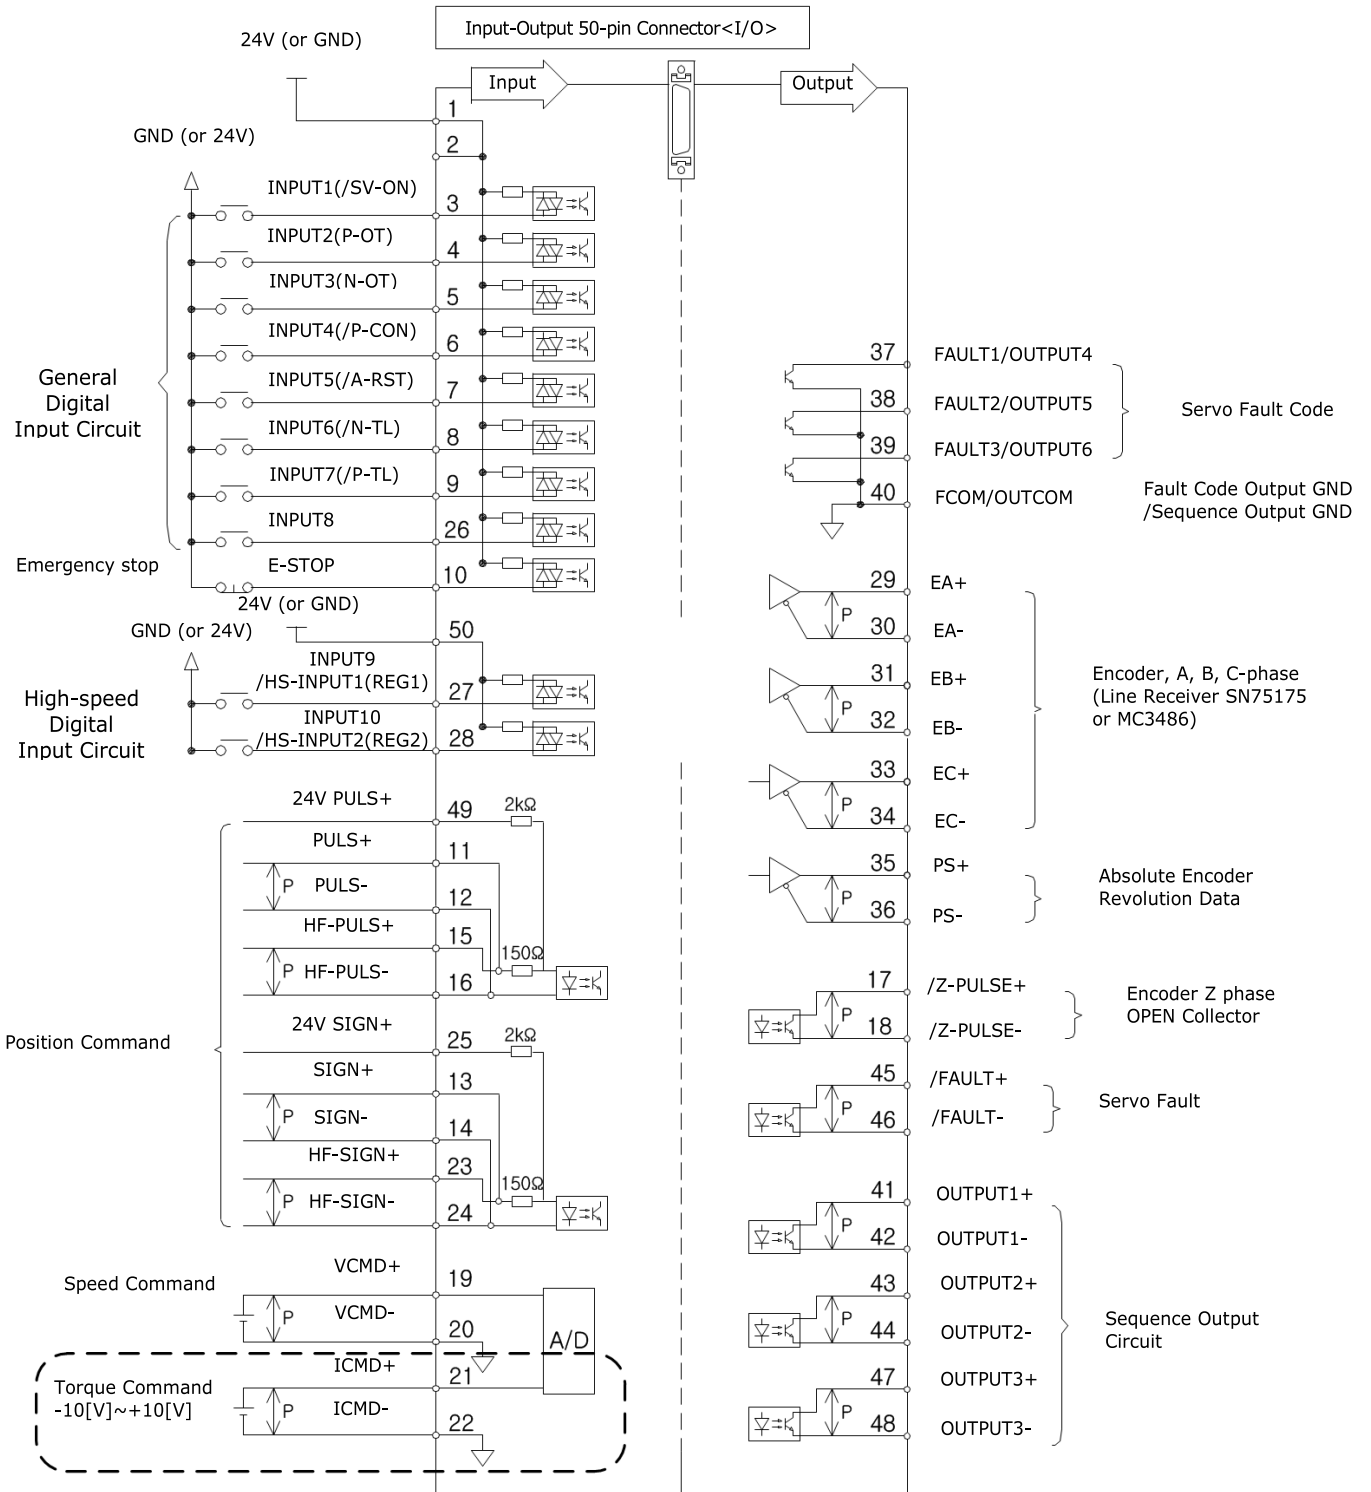 Input-Output 50-pin Connector<I/O>
24V (or GND)
Input
Output
1
GND (or 24V)
2
INPUT1(/SV-ON)
3
INPUT2(P-OT)
4
INPUT3(N-OT)
5
INPUT4(/P-CON)
6
INPUT5(/A-RST)
7
INPUT6(/N-TL)
8
INPUT7(/P-TL)
9
INPUT8
26
General
Digital
Input Circuit
Emergency stop
E-STOP
10
24V (or GND)
GND (or 24V)
50
INPUT9
/HS-INPUT1(REG1)
27
INPUT10
/HS-INPUT2(REG2)
28
High-speed
Digital
Input Circuit
24V PULS+
49
2kΩ
PULS+
11
P
PULS-
12
HF-PULS+
15
150Ω
P
HF-PULS-
16
24V SIGN+
25
2kΩ
Position Command
SIGN+
13
P
SIGN-
14
HF-SIGN+
23
150Ω
P
HF-SIGN-
24
VCMD+
19
Speed Command
P
VCMD-
20
A/D
ICMD+
21
Torque Command
-10[V]~+10[V]
P
ICMD-
22
37
FAULT1/OUTPUT4
38
FAULT2/OUTPUT5
Servo Fault Code
39
FAULT3/OUTPUT6
40
FCOM/OUTCOM
Fault Code Output GND
/Sequence Output GND
29
EA+
P
30
EA-
31
EB+
P
32
EB-
Encoder, A, B, C-phase
(Line Receiver SN75175
or MC3486)
33
EC+
P
34
EC-
35
PS+
P
36
PS-
Absolute Encoder
Revolution Data
17
/Z-PULSE+
P
18
/Z-PULSE-
Encoder Z phase
OPEN Collector
45
/FAULT+
P
46
/FAULT-
Servo Fault
41
OUTPUT1+
P
42
OUTPUT1-
43
OUTPUT2+
P
44
OUTPUT2-
Sequence Output
Circuit
47
OUTPUT3+
P
48
OUTPUT3-